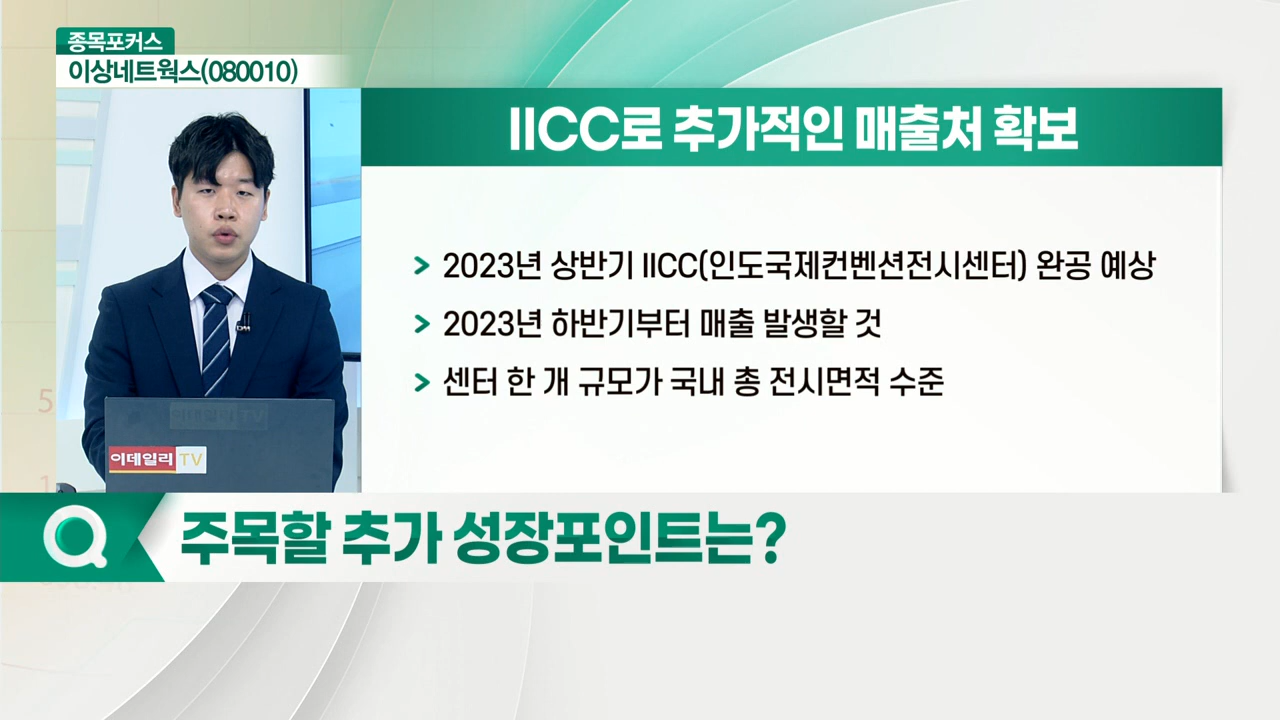 종목포커스
이상네트웍스(080010)
IICC로 추가적인 매출처 확보
> 2023년 상반기 IICC(인도국제컨벤션전시센터) 완공 예상
> 2023년 하반기부터 매출 발생할 것
> 센터 한 개 규모가 국내 총 전시면적 수준
이데일리 TV
Q 주목할 추가 성장포인트는?